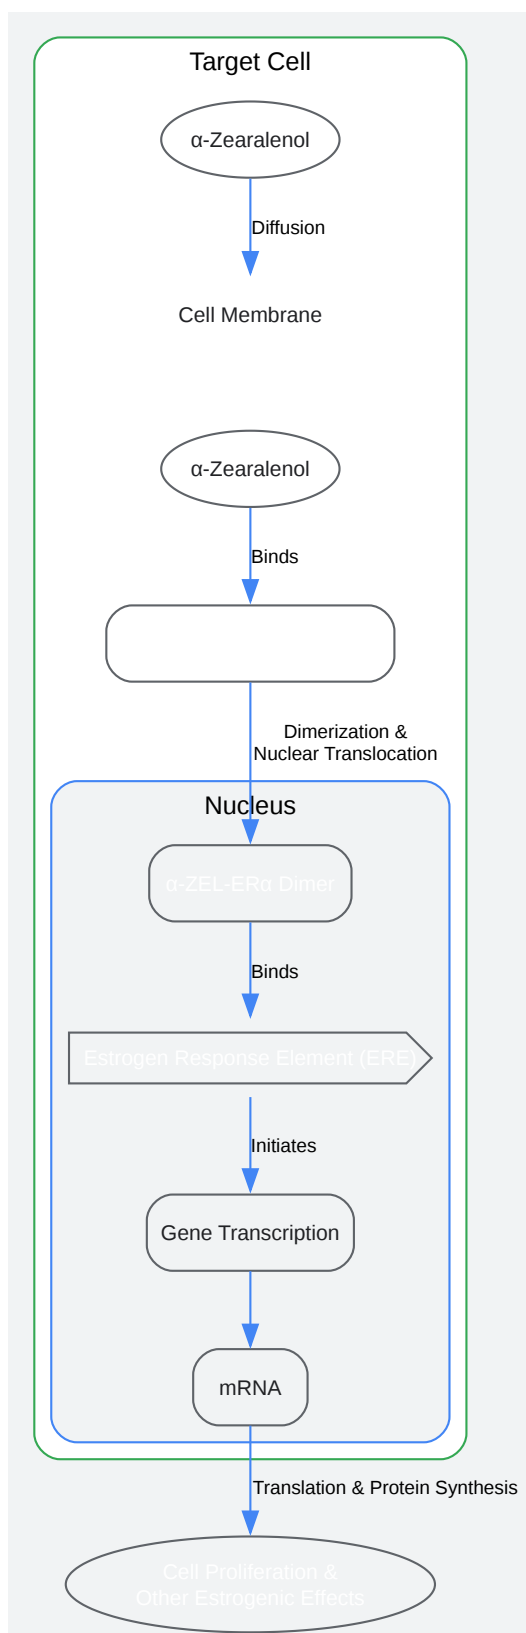 Target Cell
α-Zearalenol
Diffusion
Cell Membrane
α-Zearalenol
Binds
Dimerization &
Nuclear Translocation
Nucleus
α-ZEL-ERα Dimer
Binds
Estrogen Response Element (ERE)
Initiates
Gene Transcription
mRNA
Translation & Protein Synthesis
Cell Proliferation &
Other Estrogenic Effects